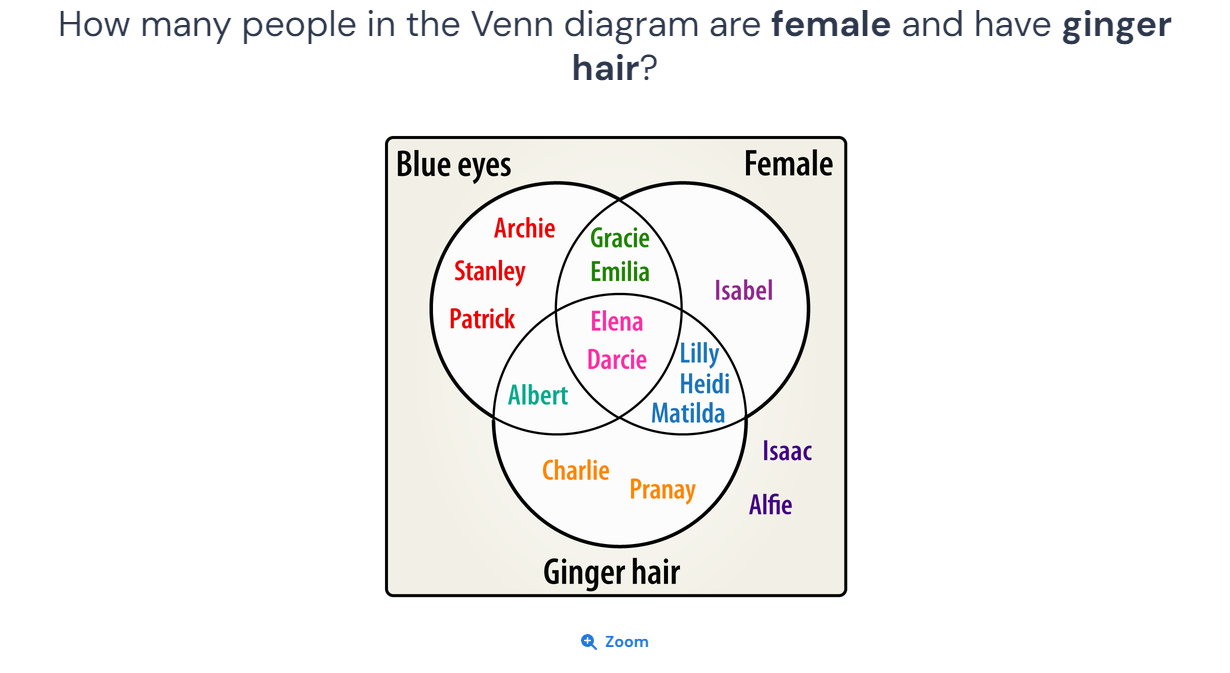 How many people in the Venn diagram are female and have ginger
hair?
Blue eyes
Female
Archie
Gracie
Stanley
Emilia
Isabel
Patrick
Elena
Darcie
Lilly
Heidi
Albert
Matilda
Isaac
Charlie
Pranay
Alfie
Ginger hair
Zoom